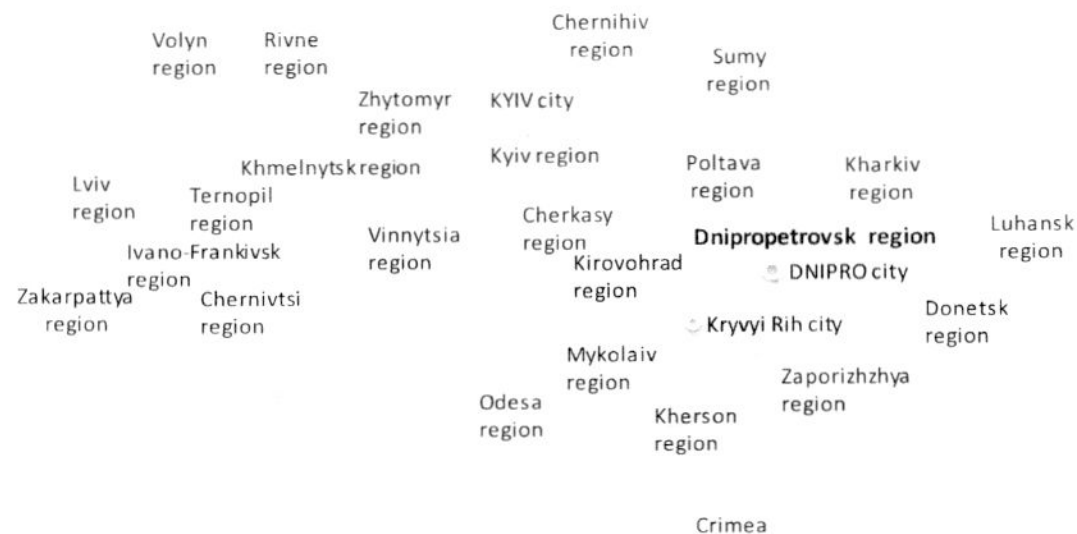 Chernihiv
region
Volyn
region
Rivne
region
Sumy
region
Zhytomyr
region
KYIV city
Kyiv region
Khmelnytsk region
Poltava
region
Kharkiv
region
Lviv
region
Ternopil
region
Cherkasy
region
Vinnytsia
region
Dnipropetrovsk region
Luhansk
region
Ivano-Frankivsk
region
Kirovohrad
region
DNIPRO city
Zakarpattya
region
Chernivtsi
region
Donetsk
region
Kryvyi Rih city
Mykolaiv
region
Zaporizhzhya
region
Odesa
region
Kherson
region
Crimea